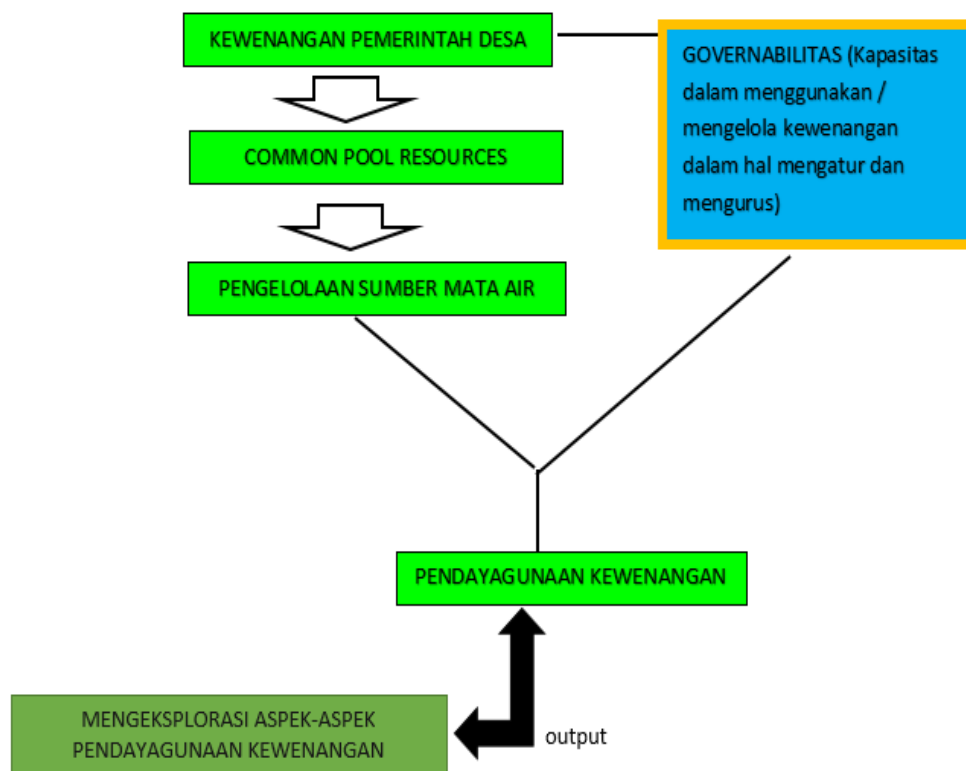 KEWENANGAN PEMERINTAH DESA
GOVERNABILITAS (Kapasitas
dalam menggunakan /
mengelola kewenangan
dalam hal mengatur dan
mengurus)
COMMON POOL RESOURCES
PENGELOLAAN SUMBER MATA AIR
PENDAYAGUNAAN KEWENANGAN
MENGEKSPLORASI ASPEK-ASPEK
PENDAYAGUNAAN KEWENANGAN
output